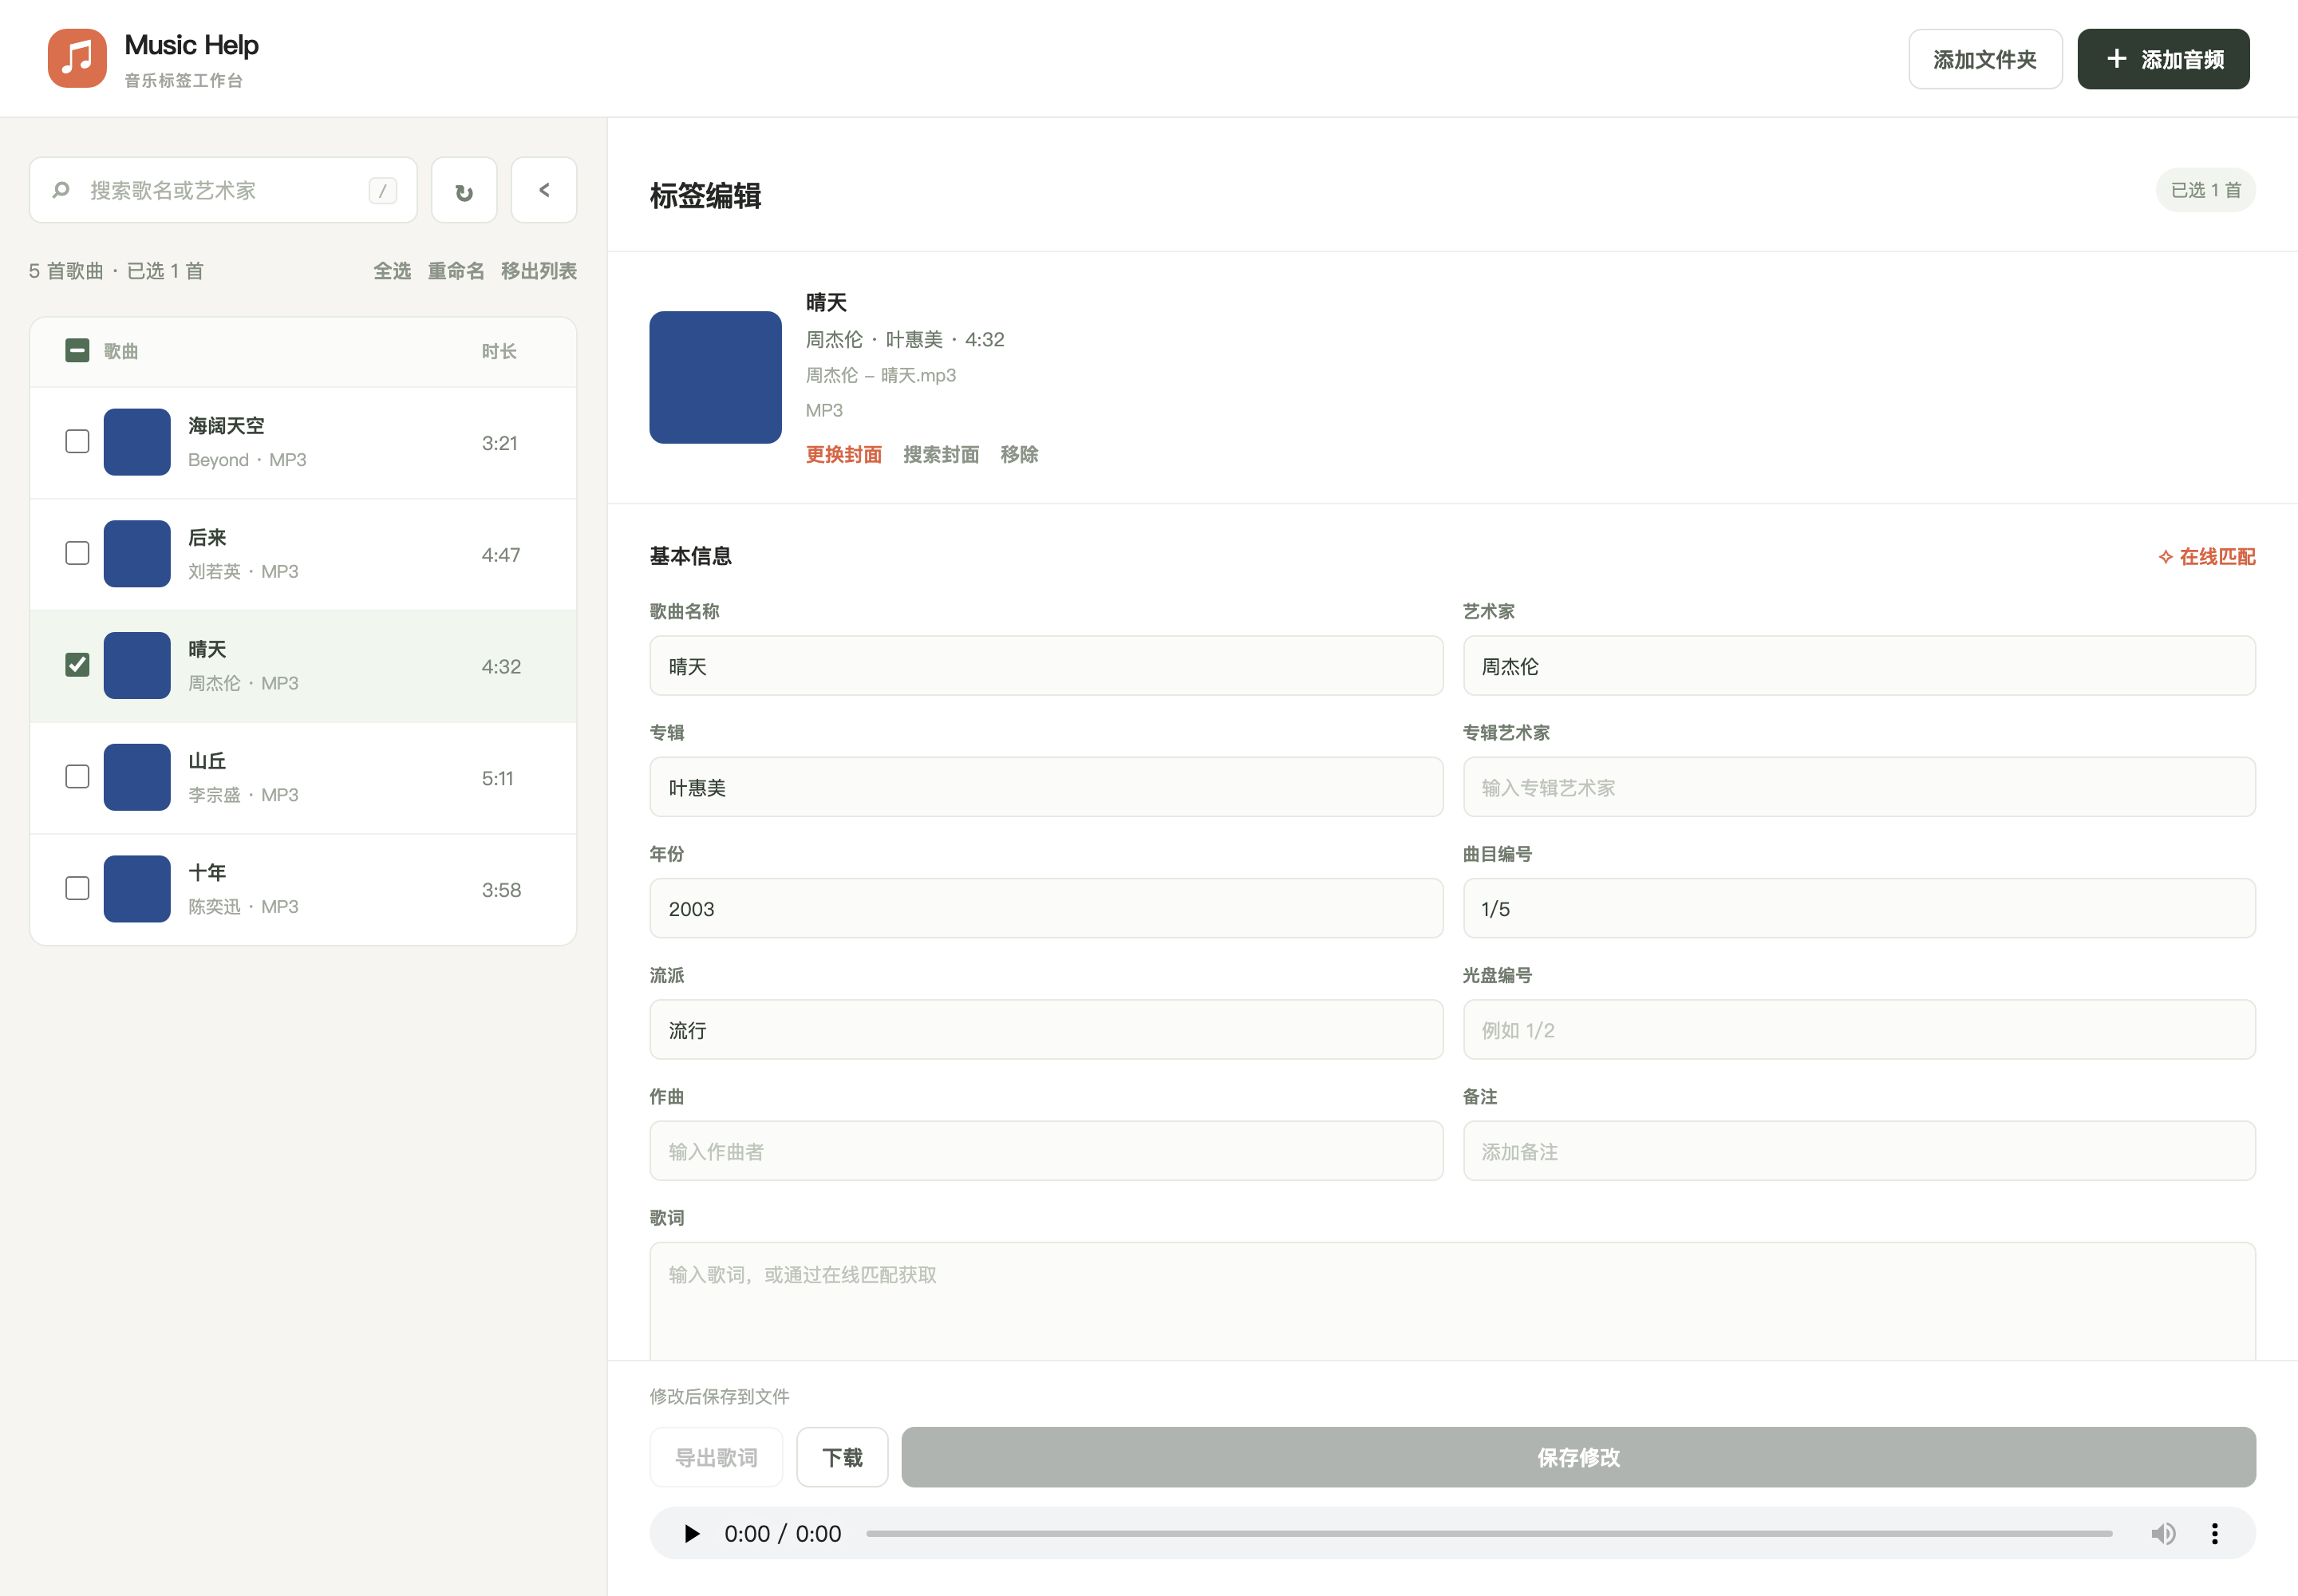 Music Help
音乐标签工作台
添加文件夹
+ 添加音频
搜索歌名或艺术家 /
5 首歌曲 · 已选 1 首 全选 重命名 移出列表
歌曲 时长
海阔天空
Beyond · MP3
3:21
后来
刘若英 · MP3
4:47
晴天
周杰伦 · MP3
4:32
山丘
李宗盛 · MP3
5:11
十年
陈奕迅 · MP3
3:58
标签编辑
已选 1 首
晴天
周杰伦 · 叶惠美 · 4:32
周杰伦 – 晴天.mp3
MP3
更换封面 搜索封面 移除
基本信息
✧ 在线匹配
歌曲名称 艺术家
晴天 周杰伦
专辑 专辑艺术家
叶惠美 输入专辑艺术家
年份 曲目编号
2003 1/5
流派 光盘编号
流行 例如 1/2
作曲 备注
输入作曲者 添加备注
歌词
输入歌词，或通过在线匹配获取
修改后保存到文件
导出歌词 下载 保存修改
0:00 / 0:00